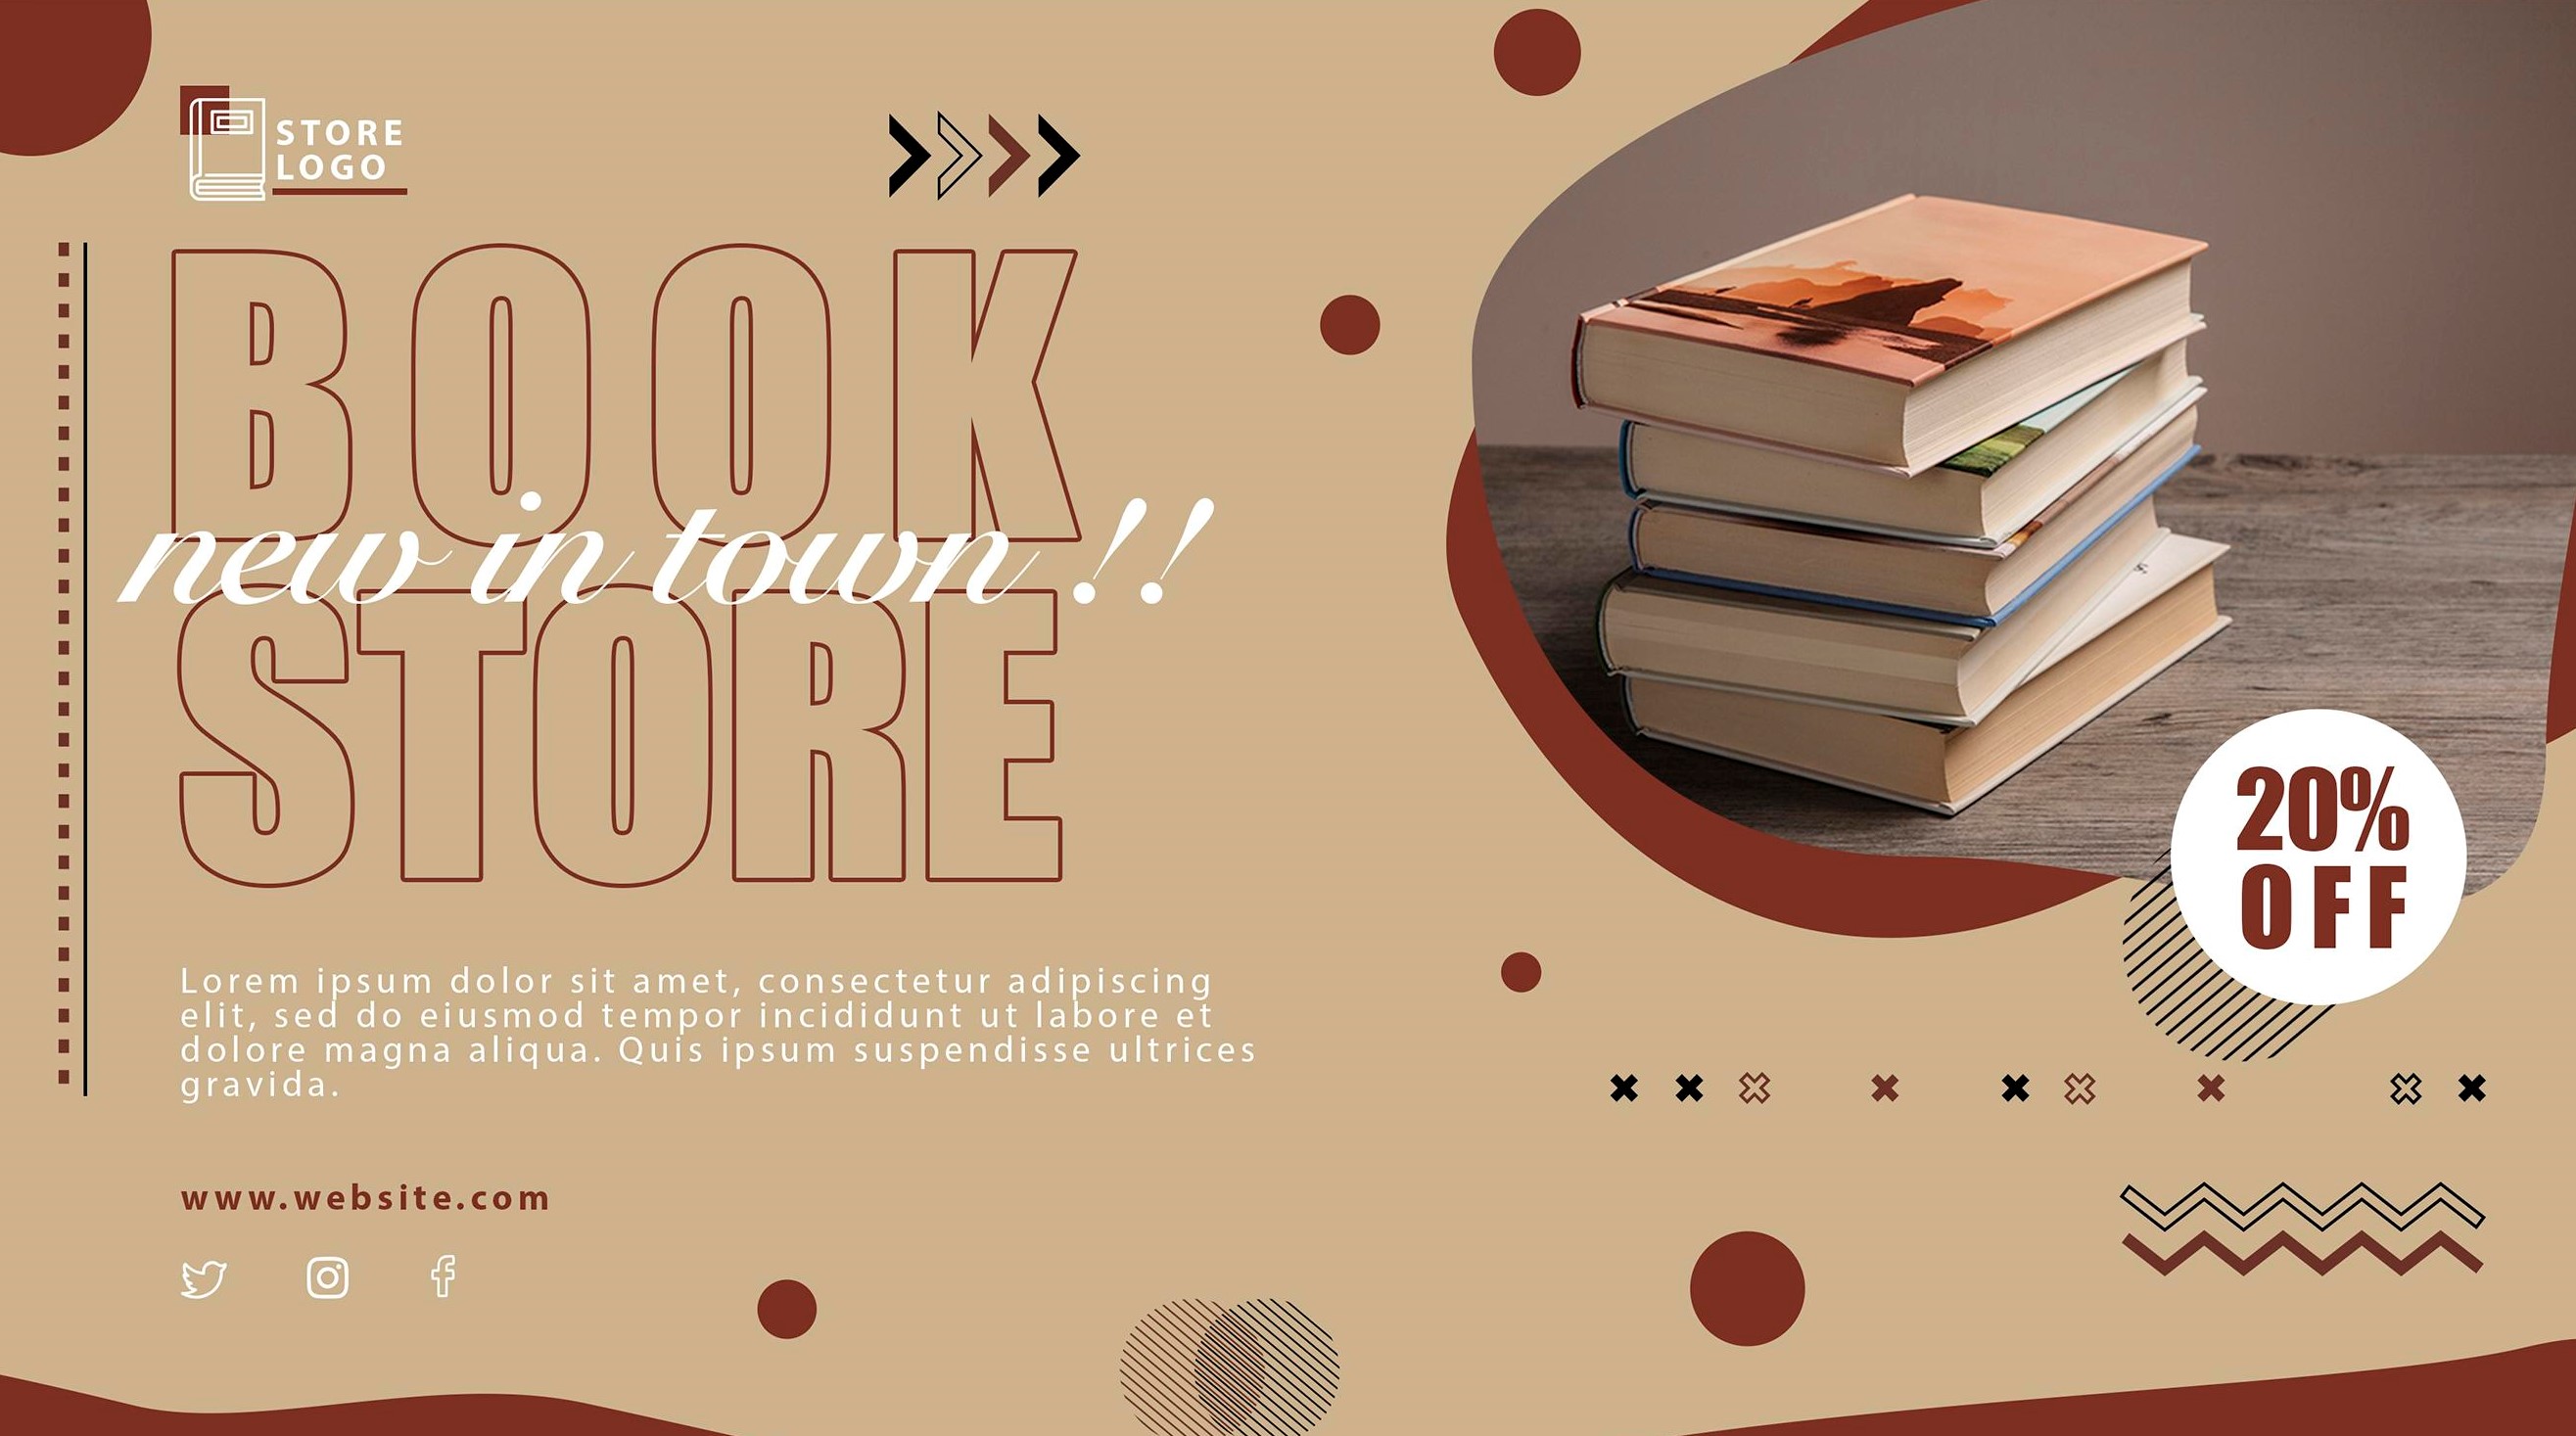 STORE
LOGO
BOOK
new in town !!
STORE
Lorem ipsum dolor sit amet, consectetur adipiscing
elit, sed do eiusmod tempor incididunt ut labore et
dolore magna aliqua. Quis ipsum suspendisse ultrices
gravida.
www.website.com
20%
OFF